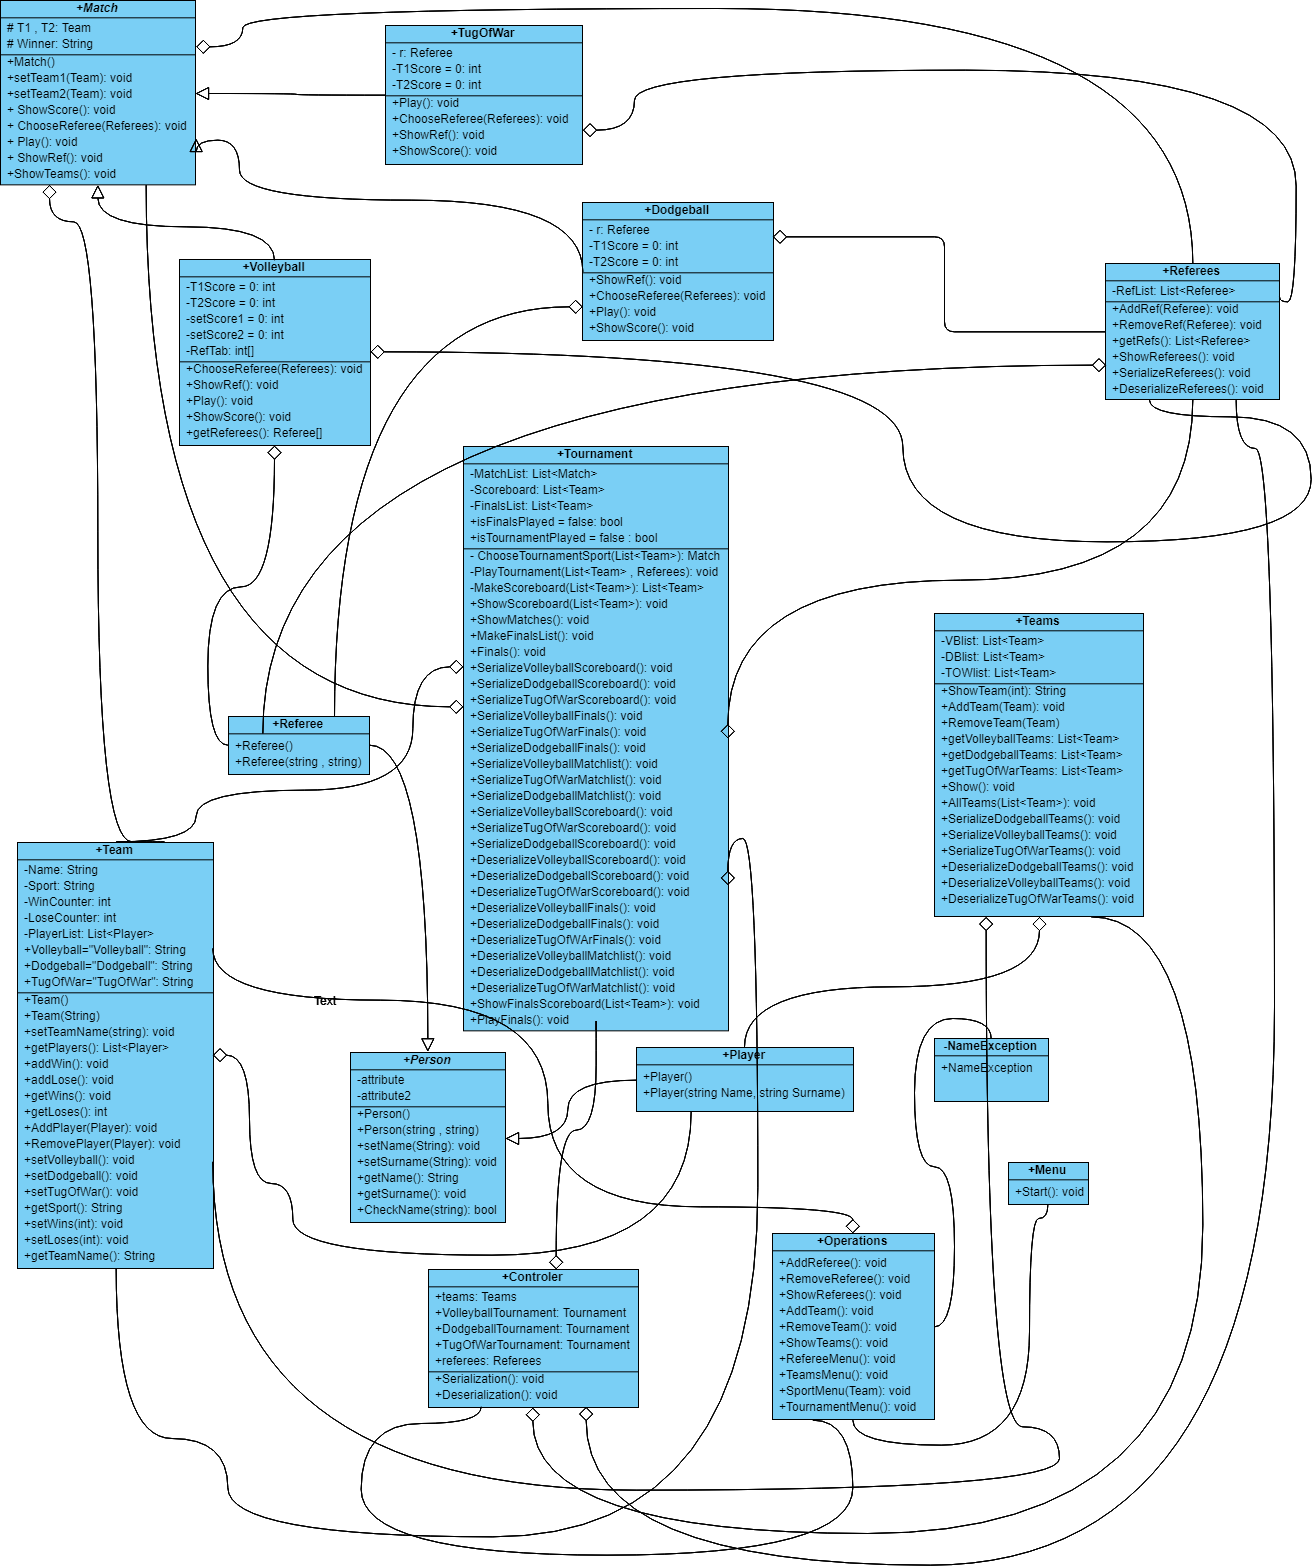 +Match
# T1 , T2: Team
# Winner: String
+Match()
+setTeam1(Team): void
+setTeam2(Team): void
+ ShowScore(): void
+ ChooseReferee(Referees): void
+ Play(): void
+ ShowRef(): void
+ShowTeams(): void
+TugOfWar
- r: Referee
-T1Score = 0: int
-T2Score = 0: int
+Play(): void
+ChooseReferee(Referees): void
+ShowRef(): void
+ShowScore(): void
+Dodgeball
- r: Referee
-T1Score = 0: int
-T2Score = 0: int
+ShowRef(): void
+ChooseReferee(Referees): void
+Play(): void
+ShowScore(): void
+Volleyball
-T1Score = 0: int
-T2Score = 0: int
-setScore1 = 0: int
-setScore2 = 0: int
-RefTab: int[]
+ChooseReferee(Referees): void
+ShowRef(): void
+Play(): void
+ShowScore(): void
+getReferees(): Referee[]
+Referees
-RefList: List<Referee>
+AddRef(Referee): void
+RemoveRef(Referee): void
+getRefs(): List<Referee>
+ShowReferees(): void
+SerializeReferees(): void
+DeserializeReferees(): void
+Tournament
-MatchList: List<Match>
-Scoreboard: List<Team>
-FinalsList: List<Team>
+isFinalsPlayed = false: bool
+isTournamentPlayed = false : bool
- ChooseTournamentSport(List<Team>): Match
-PlayTournament(List<Team> , Referees): void
-MakeScoreboard(List<Team>): List<Team>
+ShowScoreboard(List<Team>): void
+ShowMatches(): void
+MakeFinalsList(): void
+Finals(): void
+SerializeVolleyballScoreboard(): void
+SerializeDodgeballScoreboard(): void
+SerializeTugOfWarScoreboard(): void
+SerializeVolleyballFinals(): void
+SerializeTugOfWarFinals(): void
+SerializeDodgeballFinals(): void
+SerializeVolleyballMatchlist(): void
+SerializeTugOfWarMatchlist(): void
+SerializeDodgeballMatchlist(): void
+SerializeVolleyballScoreboard(): void
+SerializeTugOfWarScoreboard(): void
+SerializeDodgeballScoreboard(): void
+DeserializeVolleyballScoreboard(): void
+DeserializeDodgeballScoreboard(): void
+DeserializeTugOfWarScoreboard(): void
+DeserializeVolleyballFinals(): void
+DeserializeDodgeballFinals(): void
+DeserializeTugOfWArFinals(): void
+DeserializeVolleyballMatchlist(): void
+DeserializeDodgeballMatchlist(): void
+DeserializeTugOfWarMatchlist(): void
+ShowFinalsScoreboard(List<Team>): void
+PlayFinals(): void
+Teams
-VBlist: List<Team>
-DBlist: List<Team>
-TOWlist: List<Team>
+ShowTeam(int): String
+AddTeam(Team): void
+RemoveTeam(Team)
+getVolleyballTeams: List<Team>
+getDodgeballTeams: List<Team>
+getTugOfWarTeams: List<Team>
+Show(): void
+AllTeams(List<Team>): void
+SerializeDodgeballTeams(): void
+SerializeVolleyballTeams(): void
+SerializeTugOfWarTeams(): void
+DeserializeDodgeballTeams(): void
+DeserializeVolleyballTeams(): void
+DeserializeTugOfWarTeams(): void
+Referee
+Referee()
+Referee(string , string)
+Team
-Name: String
-Sport: String
-WinCounter: int
-LoseCounter: int
-PlayerList: List<Player>
+Volleyball="Volleyball": String
+Dodgeball="Dodgeball": String
+TugOfWar="TugOfWar": String
+Team()
+Team(String)
+setTeamName(string): void
+getPlayers(): List<Player>
+addWin(): void
+addLose(): void
+getWins(): void
+getLoses(): int
+AddPlayer(Player): void
+RemovePlayer(Player): void
+setVolleyball(): void
+setDodgeball(): void
+setTugOfWar(): void
+getSport(): String
+setWins(int): void
+setLoses(int): void
+getTeamName(): String
Text
+Person
-attribute
-attribute2
+Person()
+Person(string , string)
+setName(String): void
+setSurname(String): void
+getName(): String
+getSurname(): void
+CheckName(string): bool
+Player
+Player()
+Player(string Name, string Surname)
-NameException
+NameException
+Menu
+Start(): void
+Operations
+AddReferee(): void
+RemoveReferee(): void
+ShowReferees(): void
+AddTeam(): void
+RemoveTeam(): void
+ShowTeams(): void
+RefereeMenu(): void
+TeamsMenu(): void
+SportMenu(Team): void
+TournamentMenu(): void
+Controler
+teams: Teams
+VolleyballTournament: Tournament
+DodgeballTournament: Tournament
+TugOfWarTournament: Tournament
+referees: Referees
+Serialization(): void
+Deserialization(): void